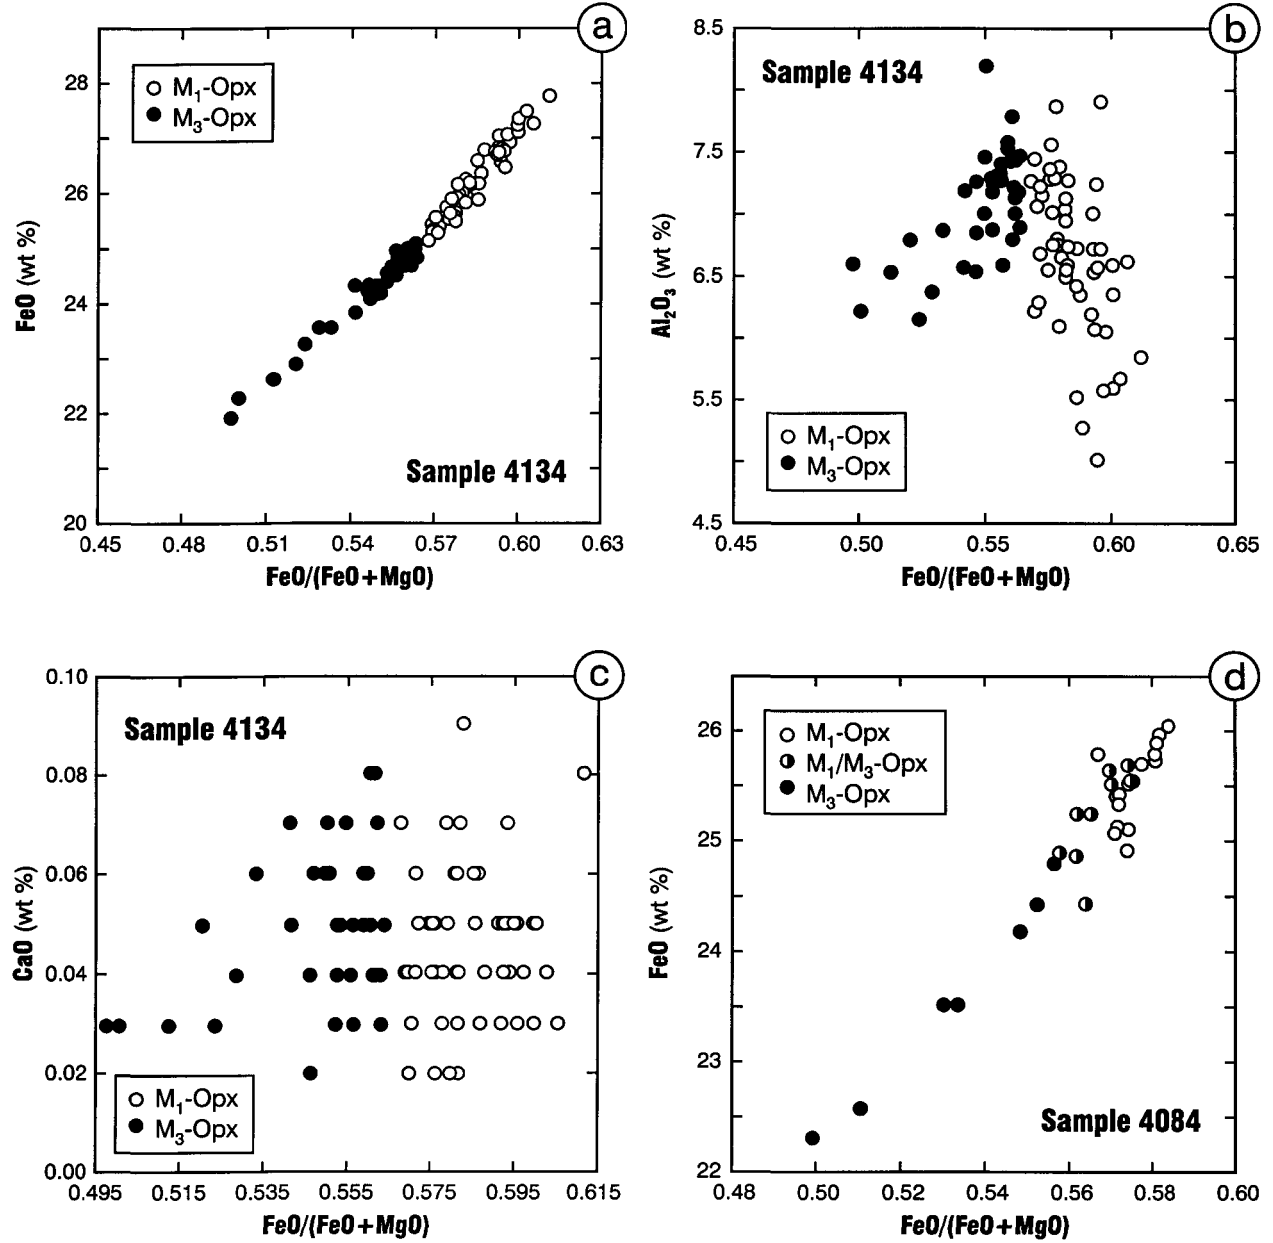 a
FeO (wt %)
28
26
24
22
20
M₁-Opx
M₃-Opx
Sample 4134
0.45 0.48 0.51 0.54 0.57 0.60 0.63
FeO/(FeO+MgO)
b
Al₂O₃ (wt %)
8.5
7.5
6.5
5.5
4.5
Sample 4134
M₁-Opx
M₃-Opx
0.45 0.50 0.55 0.60 0.65
FeO/(FeO+MgO)
c
CaO (wt %)
0.10
0.08
0.06
0.04
0.02
0.00
Sample 4134
M₁-Opx
M₃-Opx
0.495 0.515 0.535 0.555 0.575 0.595 0.615
FeO/(FeO+MgO)
d
FeO (wt %)
26
25
24
23
22
M₁-Opx
M₁/M₃-Opx
M₃-Opx
Sample 4084
0.48 0.50 0.52 0.54 0.56 0.58 0.60
FeO/(FeO+MgO)